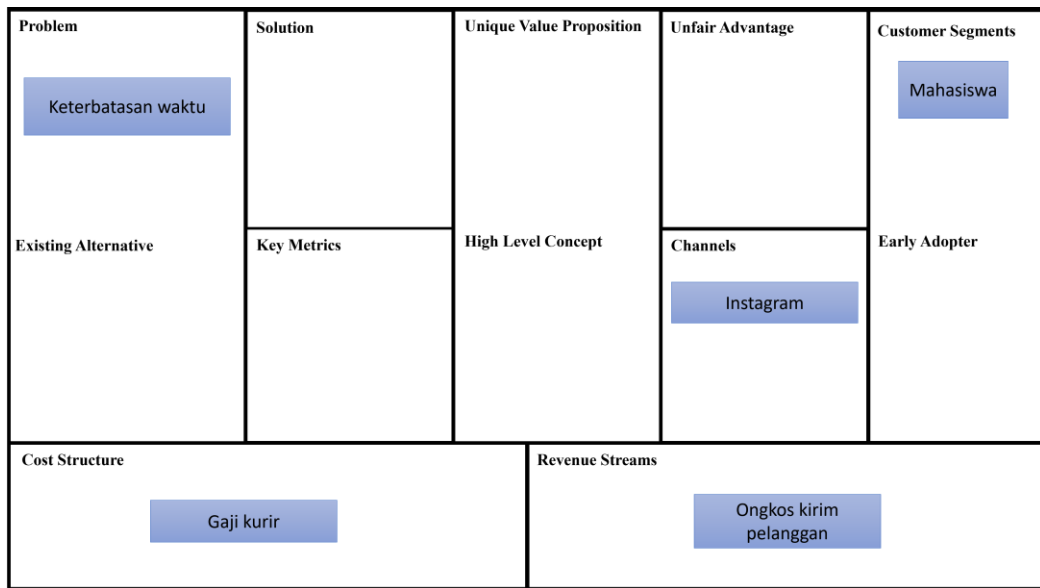 Problem
Keterbatasan waktu
Existing Alternative
Solution
Key Metrics
Unique Value Proposition
High Level Concept
Unfair Advantage
Channels
Instagram
Customer Segments
Mahasiswa
Early Adopter
Cost Structure
Gaji kurir
Revenue Streams
Ongkos kirim
pelanggan